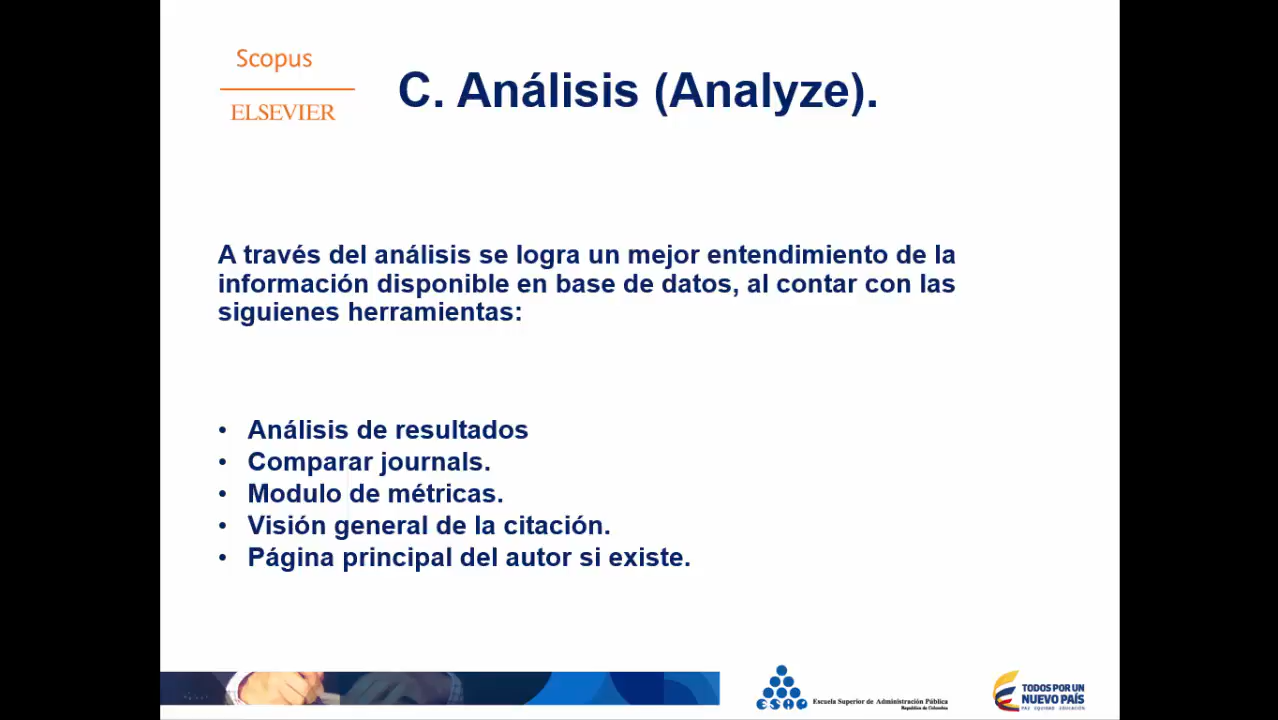 Scopus
ELSEVIER
C. Análisis (Analyze).
A través del análisis se logra un mejor entendimiento de la
información disponible en base de datos, al contar con las
siguienes herramientas:
• Análisis de resultados
• Comparar journals.
• Modulo de métricas.
• Visión general de la citación.
• Página principal del autor si existe.
ESAP
Escuela Superior de Administración Pública
República de Colombia
TODOS POR UN
NUEVO PAÍS
PAZ EQUIDAD EDUCACIÓN